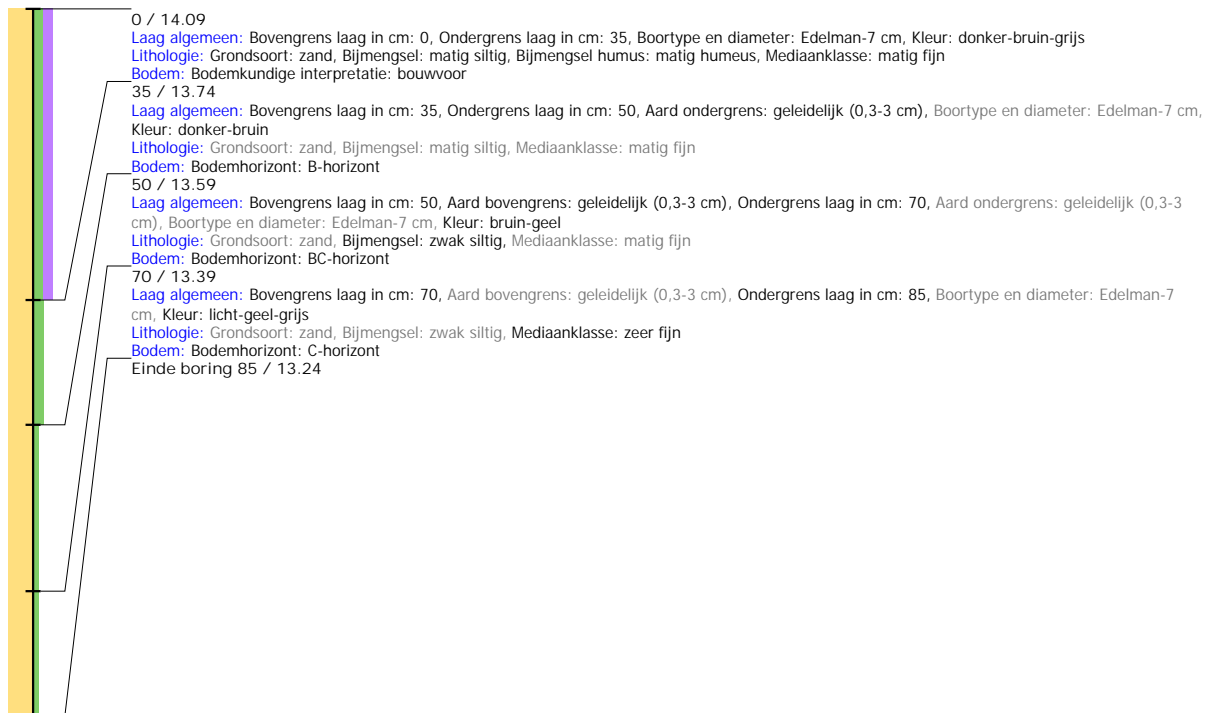 0 / 14.09
Laag algemeen: Bovengrens laag in cm: 0, Ondergrens laag in cm: 35, Boortype en diameter: Edelman-7 cm, Kleur: donker-bruin-grijs
Lithologie: Grondsoort: zand, Bijmengsel: matig siltig, Bijmengsel humus: matig humeus, Mediaanklasse: matig fijn
Bodem: Bodemkundige interpretatie: bouwvoor
35 / 13.74
Laag algemeen: Bovengrens laag in cm: 35, Ondergrens laag in cm: 50, Aard ondergrens: geleidelijk (0,3-3 cm), Boortype en diameter: Edelman-7 cm,
Kleur: donker-bruin
Lithologie: Grondsoort: zand, Bijmengsel: matig siltig, Mediaanklasse: matig fijn
Bodem: Bodemhorizont: B-horizont
50 / 13.59
Laag algemeen: Bovengrens laag in cm: 50, Aard bovengrens: geleidelijk (0,3-3 cm), Ondergrens laag in cm: 70, Aard ondergrens: geleidelijk (0,3-3
cm), Boortype en diameter: Edelman-7 cm, Kleur: bruin-geel
Lithologie: Grondsoort: zand, Bijmengsel: zwak siltig, Mediaanklasse: matig fijn
Bodem: Bodemhorizont: BC-horizont
70 / 13.39
Laag algemeen: Bovengrens laag in cm: 70, Aard bovengrens: geleidelijk (0,3-3 cm), Ondergrens laag in cm: 85, Boortype en diameter: Edelman-7
cm, Kleur: licht-geel-grijs
Lithologie: Grondsoort: zand, Bijmengsel: zwak siltig, Mediaanklasse: zeer fijn
Bodem: Bodemhorizont: C-horizont
Einde boring 85 / 13.24